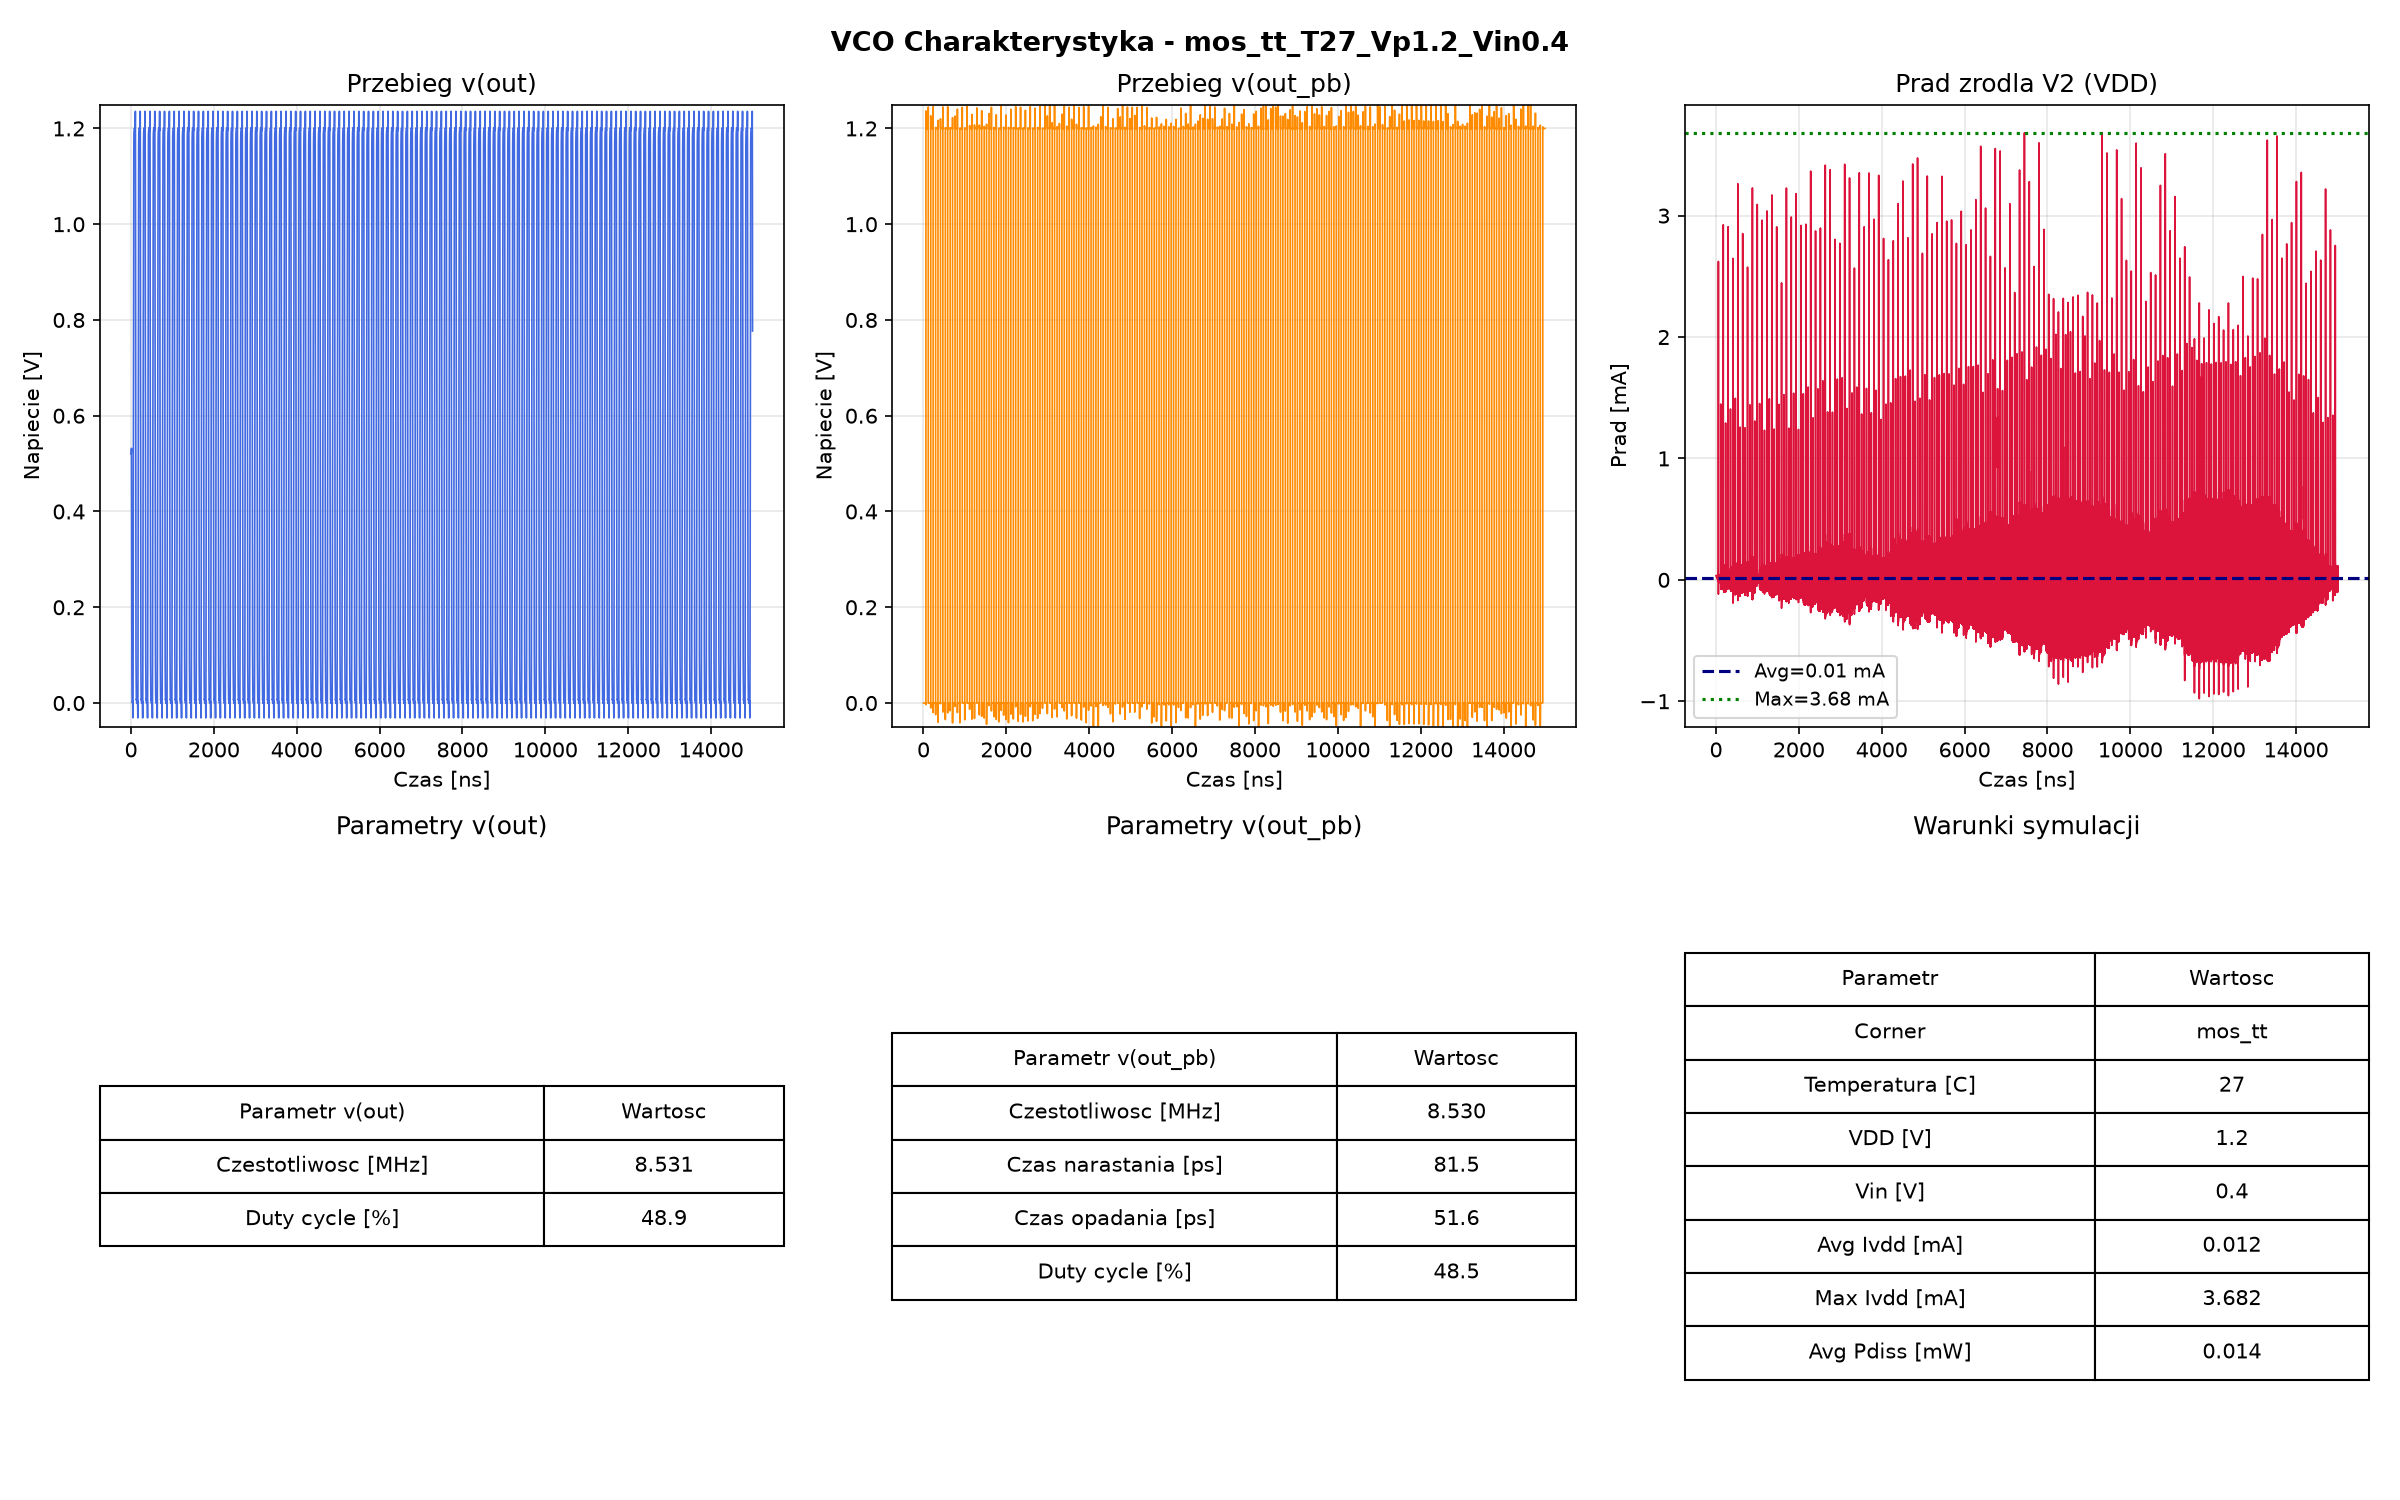 VCO Charakterystyka - mos_tt_T27_Vp1.2_Vin0.4
Przebieg v(out)
Napiecie [V]
1.2
1.0
0.8
0.6
0.4
0.2
0.0
0 2000 4000 6000 8000 10000 12000 14000
Czas [ns]
Przebieg v(out_pb)
Napiecie [V]
1.2
1.0
0.8
0.6
0.4
0.2
0.0
0 2000 4000 6000 8000 10000 12000 14000
Czas [ns]
Prad zrodla V2 (VDD)
Prad [mA]
3
2
1
0
−1
Avg=0.01 mA
Max=3.68 mA
0 2000 4000 6000 8000 10000 12000 14000
Czas [ns]
Parametry v(out)
Parametr v(out) Wartosc
Czestotliwosc [MHz] 8.531
Duty cycle [%] 48.9
Parametry v(out_pb)
Parametr v(out_pb) Wartosc
Czestotliwosc [MHz] 8.530
Czas narastania [ps] 81.5
Czas opadania [ps] 51.6
Duty cycle [%] 48.5
Warunki symulacji
Parametr Wartosc
Corner mos_tt
Temperatura [C] 27
VDD [V] 1.2
Vin [V] 0.4
Avg Ivdd [mA] 0.012
Max Ivdd [mA] 3.682
Avg Pdiss [mW] 0.014